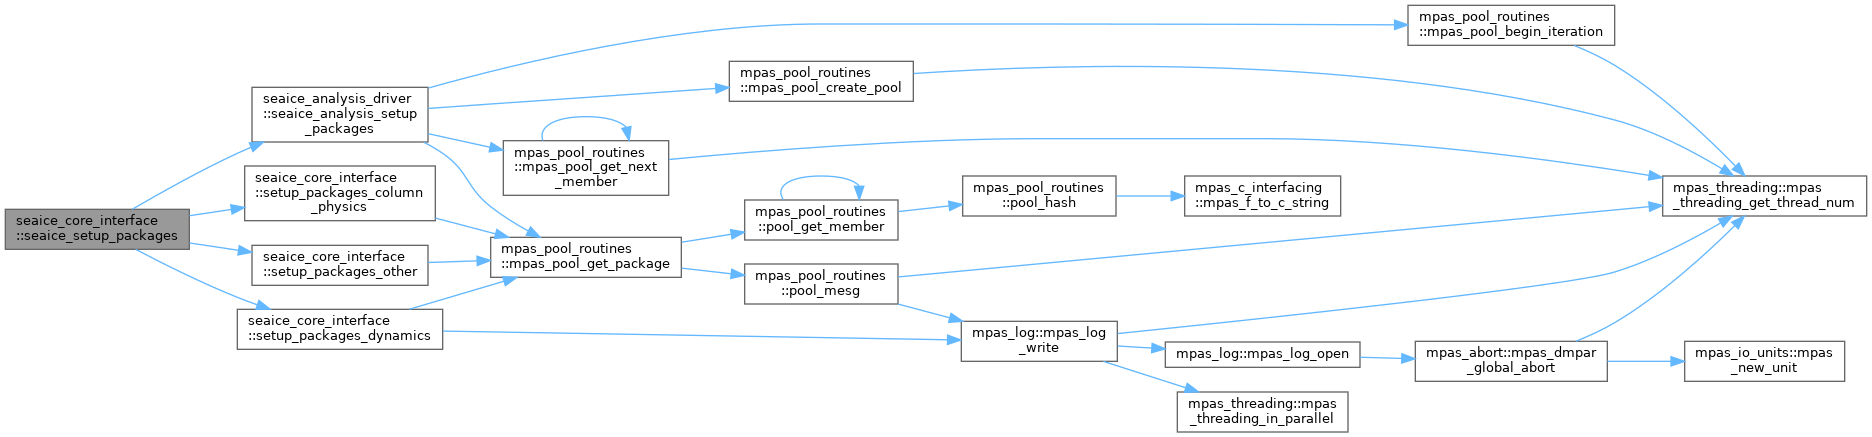 seaice_core_interface
::seaice_setup_packages
seaice_analysis_driver
::seaice_analysis_setup
_packages
seaice_core_interface
::setup_packages_column
_physics
seaice_core_interface
::setup_packages_other
seaice_core_interface
::setup_packages_dynamics
mpas_pool_routines
::mpas_pool_get_next
_member
mpas_pool_routines
::mpas_pool_get_package
mpas_pool_routines
::mpas_pool_create_pool
mpas_pool_routines
::pool_get_member
mpas_pool_routines
::pool_mesg
mpas_pool_routines
::pool_hash
mpas_log::mpas_log
_write
mpas_c_interfacing
::mpas_f_to_c_string
mpas_log::mpas_log_open
mpas_threading::mpas
_threading_in_parallel
mpas_pool_routines
::mpas_pool_begin_iteration
mpas_abort::mpas_dmpar
_global_abort
mpas_threading::mpas
_threading_get_thread_num
mpas_io_units::mpas
_new_unit